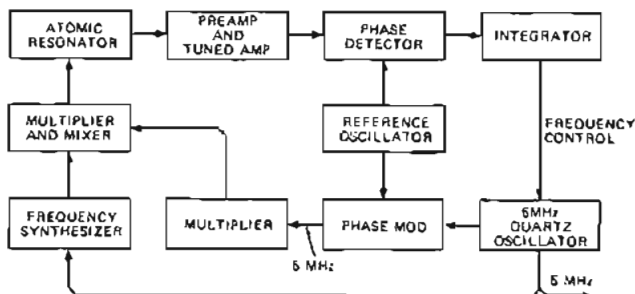 ATOMIC
RESONATOR
PREAMP
AND
TUNED AMP
PHASE
DETECTOR
INTEGRATOR
MULTIPLIER
AND MIXER
REFERENCE
OSCILLATOR
FREQUENCY
CONTROL
FREQUENCY
SYNTHESIZER
MULTIPLIER
PHASE MOD
5MHz
QUARTZ
OSCILLATOR
5 MHz
5 MHz